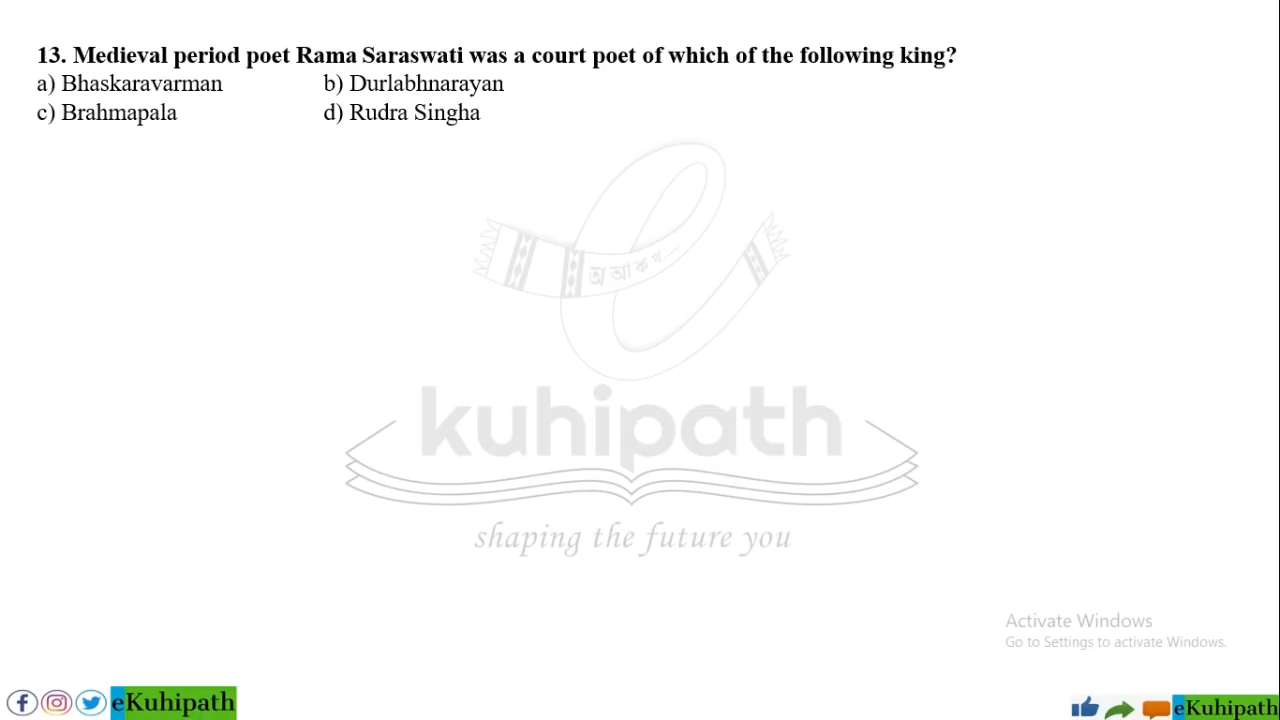 13. Medieval period poet Rama Saraswati was a court poet of which of the following king?
a) Bhaskaravarman b) Durlabhnarayan
c) Brahmapala d) Rudra Singha
অ আ ক খ....
kuhipath
shaping the future you
Activate Windows
Go to Settings to activate Windows.
eKuhipath
eKuhipath